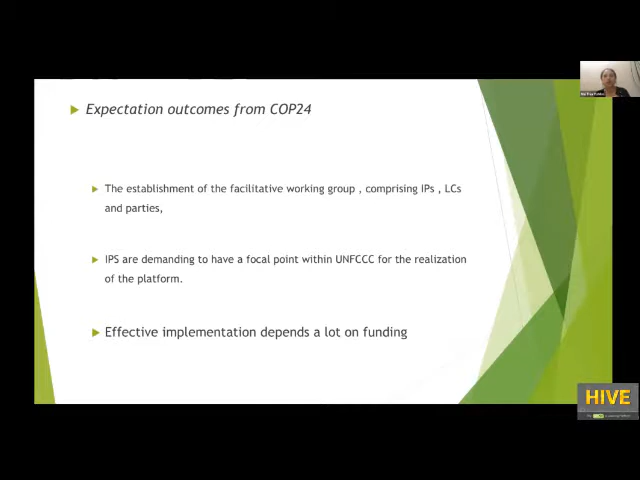 Expectation outcomes from COP24
The establishment of the facilitative working group , comprising IPs , LCs
and parties,
IPS are demanding to have a focal point within UNFCCC for the realization
of the platform.
Effective implementation depends a lot on funding
HIVE